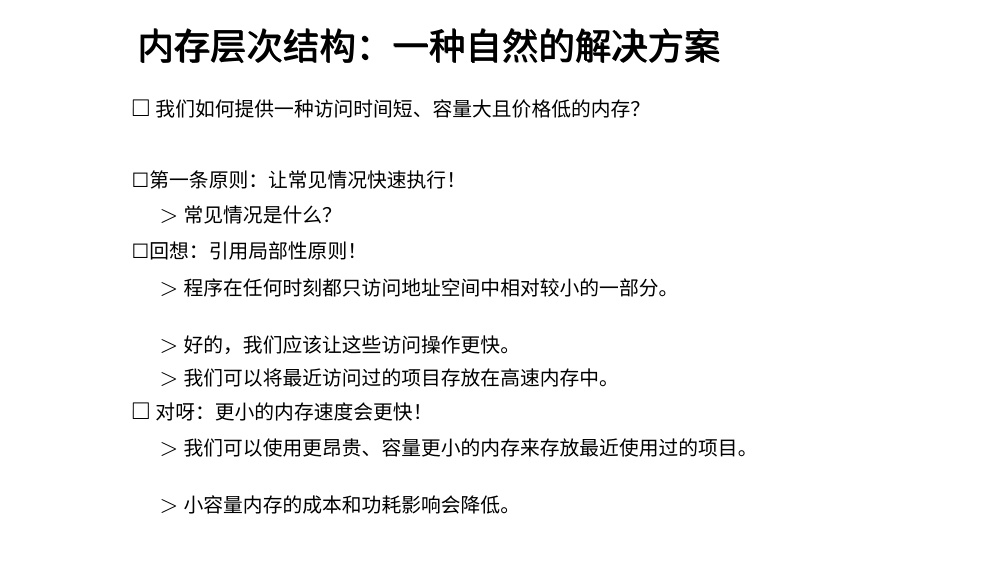 内存层次结构：一种自然的解决方案
□ 我们如何提供一种访问时间短、容量大且价格低的内存？
□第一条原则：让常见情况快速执行！
＞ 常见情况是什么？
□回想：引用局部性原则！
＞ 程序在任何时刻都只访问地址空间中相对较小的一部分。
＞ 好的，我们应该让这些访问操作更快。
＞ 我们可以将最近访问过的项目存放在高速内存中。
□ 对呀：更小的内存速度会更快！
＞ 我们可以使用更昂贵、容量更小的内存来存放最近使用过的项目。
＞ 小容量内存的成本和功耗影响会降低。